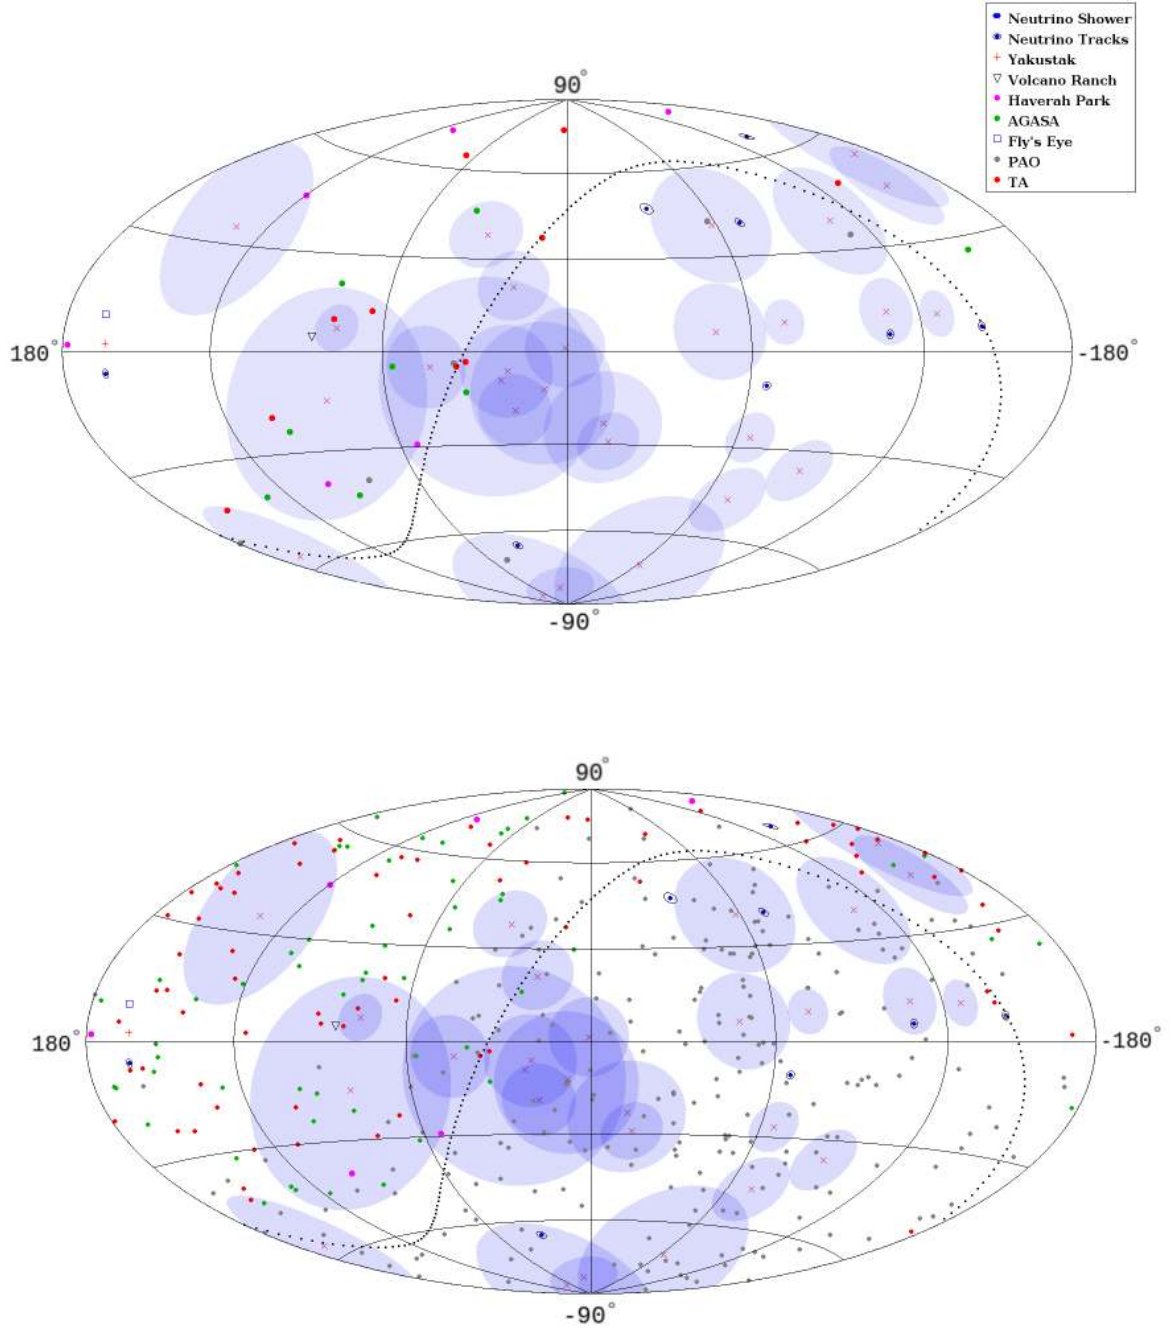 Neutrino Shower
Neutrino Tracks
Yakustak
Volcano Ranch
Haverah Park
AGASA
Fly's Eye
PAO
TA
90°
180°
-180°
-90°
90°
180°
-180°
-90°